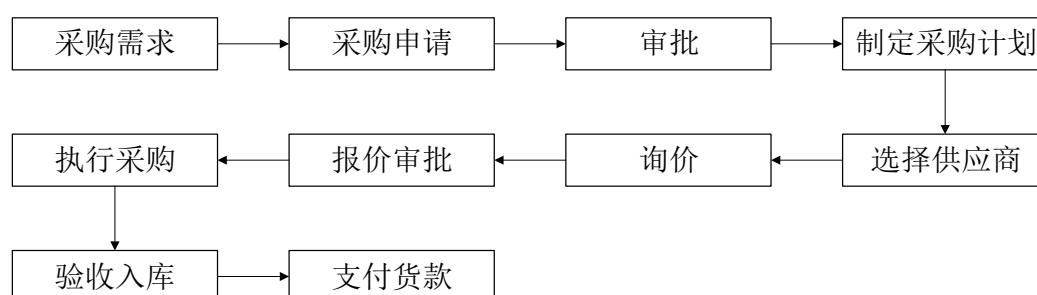 采购需求
采购申请
审批
制定采购计划
选择供应商
询价
报价审批
执行采购
验收入库
支付货款